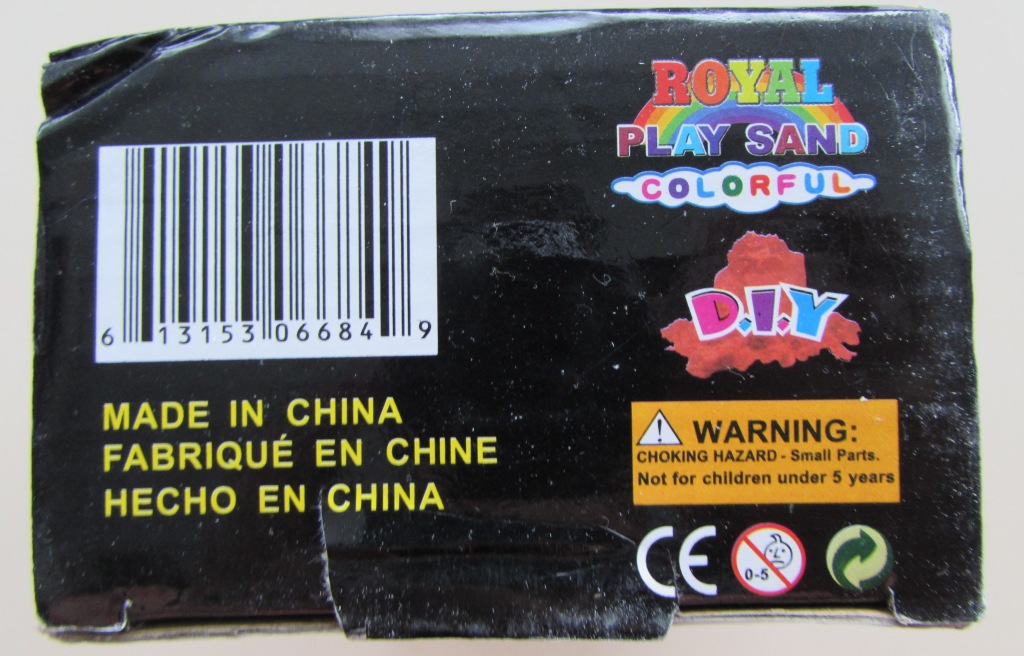 ROYAL
PLAY SAND
COLORFUL
D.I.Y
6 13153 06684 9
MADE IN CHINA
FABRIQUÉ EN CHINE
HECHO EN CHINA
WARNING:
CHOKING HAZARD - Small Parts.
Not for children under 5 years
CE
0-5